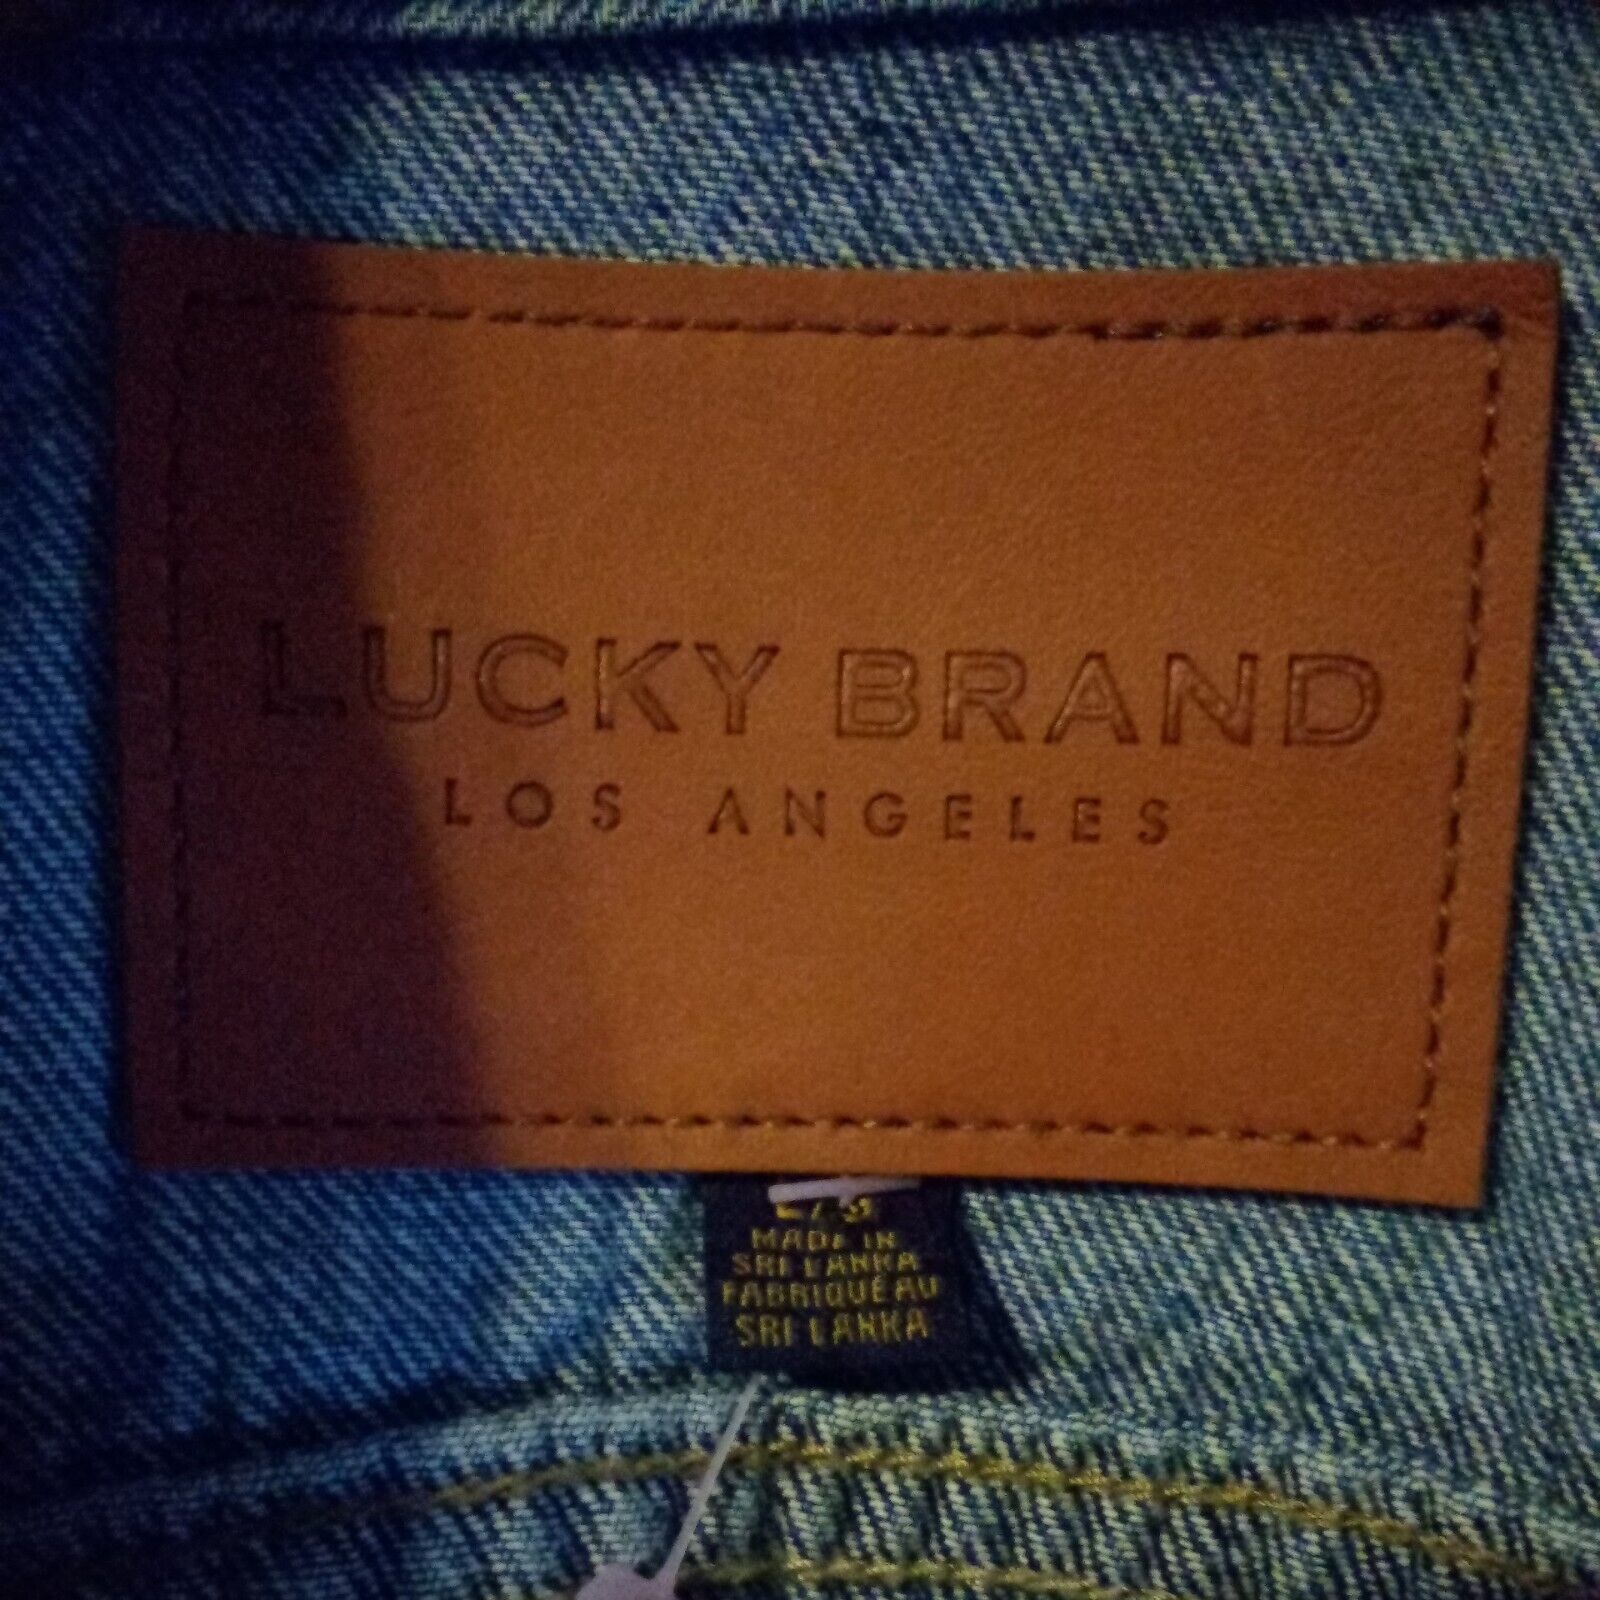 LUCKY BRAND
LOS ANGELES
MADE IN
SRI LANKA
FABRIQUÉ AU
SRI LANKA